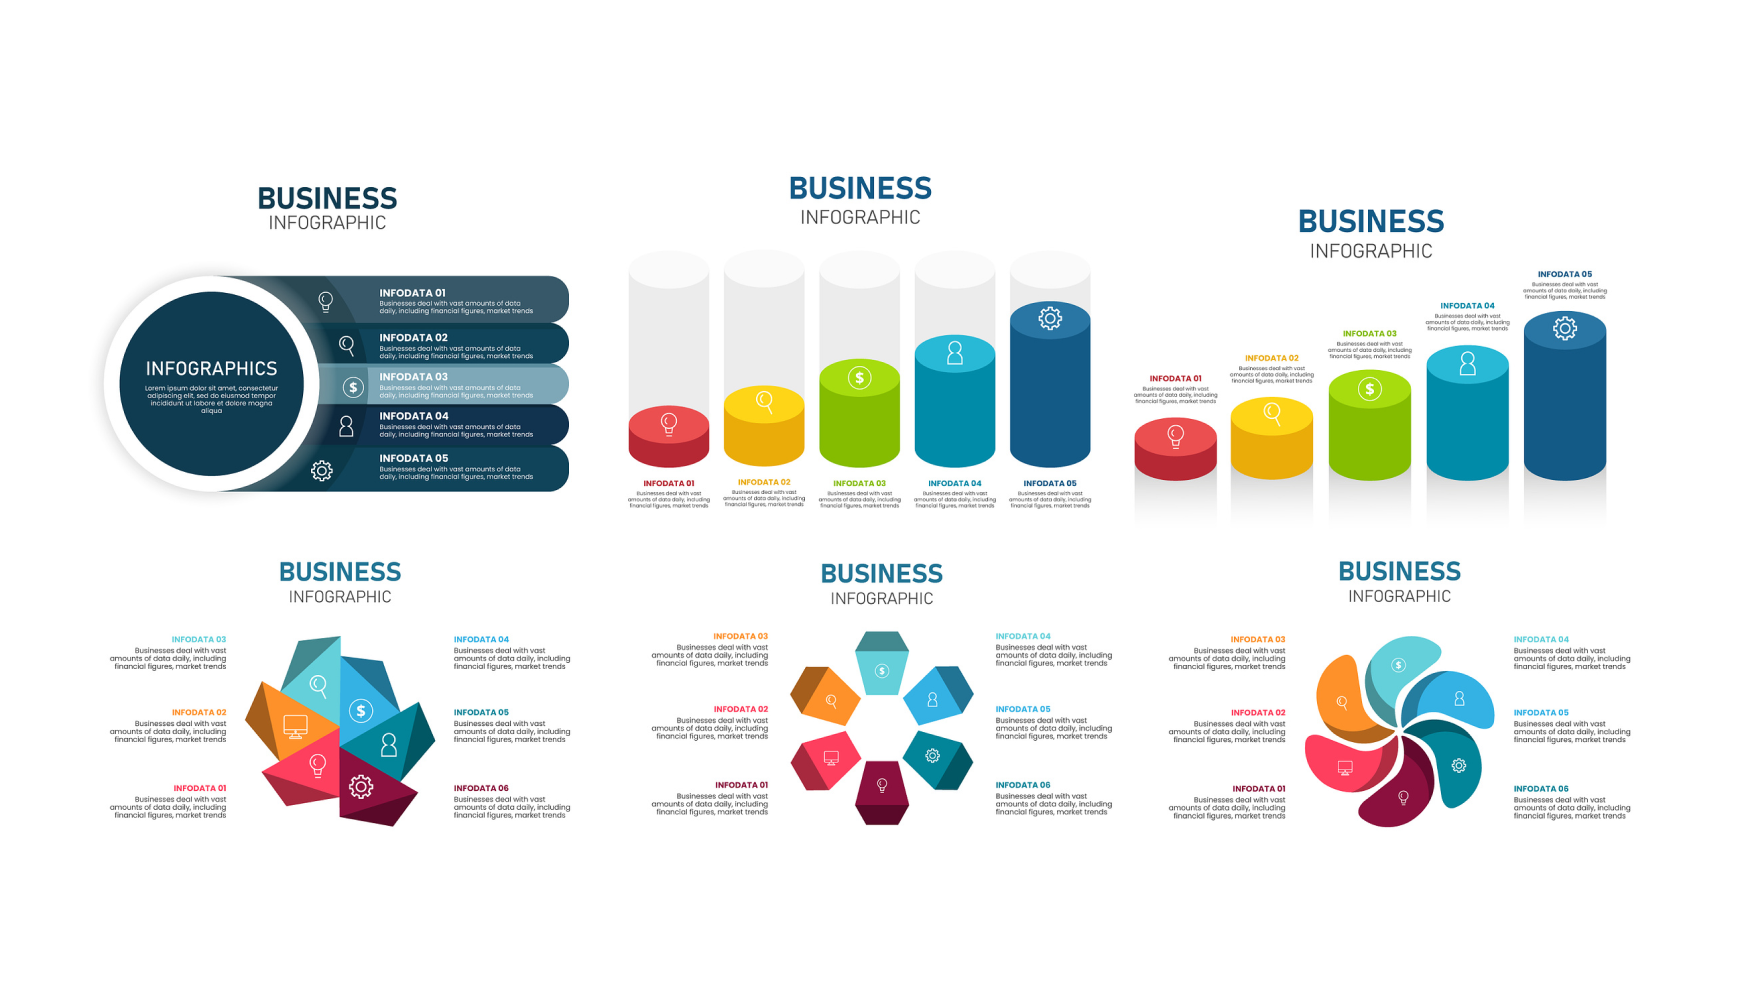 BUSINESS
INFOGRAPHIC
INFOGRAPHICS
Lorem ipsum dolor sit amet, consectetur
adipiscing elit, sed do eiusmod tempor
incididunt ut labore et dolore magna
aliqua
INFODATA 01
Businesses deal with vast amounts of data
daily, including financial figures, market trends
INFODATA 02
Businesses deal with vast amounts of data
daily, including financial figures, market trends
INFODATA 03
Businesses deal with vast amounts of data
daily, including financial figures, market trends
INFODATA 04
Businesses deal with vast amounts of data
daily, including financial figures, market trends
INFODATA 05
Businesses deal with vast amounts of data
daily, including financial figures, market trends
BUSINESS
INFOGRAPHIC
$
INFODATA 01
Businesses deal with vast
amounts of data daily, including
financial figures, market trends
INFODATA 02
Businesses deal with vast
amounts of data daily, including
financial figures, market trends
INFODATA 03
Businesses deal with vast
amounts of data daily, including
financial figures, market trends
INFODATA 04
Businesses deal with vast
amounts of data daily, including
financial figures, market trends
INFODATA 05
Businesses deal with vast
amounts of data daily, including
financial figures, market trends
BUSINESS
INFOGRAPHIC
INFODATA 01
Businesses deal with vast
amounts of data daily, including
financial figures, market trends
INFODATA 02
Businesses deal with vast
amounts of data daily, including
financial figures, market trends
INFODATA 03
Businesses deal with vast
amounts of data daily, including
financial figures, market trends
INFODATA 04
Businesses deal with vast
amounts of data daily, including
financial figures, market trends
INFODATA 05
Businesses deal with vast
amounts of data daily, including
financial figures, market trends
$
BUSINESS
INFOGRAPHIC
INFODATA 03
Businesses deal with vast
amounts of data daily, including
financial figures, market trends
INFODATA 02
Businesses deal with vast
amounts of data daily, including
financial figures, market trends
INFODATA 01
Businesses deal with vast
amounts of data daily, including
financial figures, market trends
$
INFODATA 04
Businesses deal with vast
amounts of data daily, including
financial figures, market trends
INFODATA 05
Businesses deal with vast
amounts of data daily, including
financial figures, market trends
INFODATA 06
Businesses deal with vast
amounts of data daily, including
financial figures, market trends
BUSINESS
INFOGRAPHIC
INFODATA 03
Businesses deal with vast
amounts of data daily, including
financial figures, market trends
INFODATA 02
Businesses deal with vast
amounts of data daily, including
financial figures, market trends
INFODATA 01
Businesses deal with vast
amounts of data daily, including
financial figures, market trends
$
INFODATA 04
Businesses deal with vast
amounts of data daily, including
financial figures, market trends
INFODATA 05
Businesses deal with vast
amounts of data daily, including
financial figures, market trends
INFODATA 06
Businesses deal with vast
amounts of data daily, including
financial figures, market trends
BUSINESS
INFOGRAPHIC
INFODATA 03
Businesses deal with vast
amounts of data daily, including
financial figures, market trends
INFODATA 02
Businesses deal with vast
amounts of data daily, including
financial figures, market trends
INFODATA 01
Businesses deal with vast
amounts of data daily, including
financial figures, market trends
$
INFODATA 04
Businesses deal with vast
amounts of data daily, including
financial figures, market trends
INFODATA 05
Businesses deal with vast
amounts of data daily, including
financial figures, market trends
INFODATA 06
Businesses deal with vast
amounts of data daily, including
financial figures, market trends